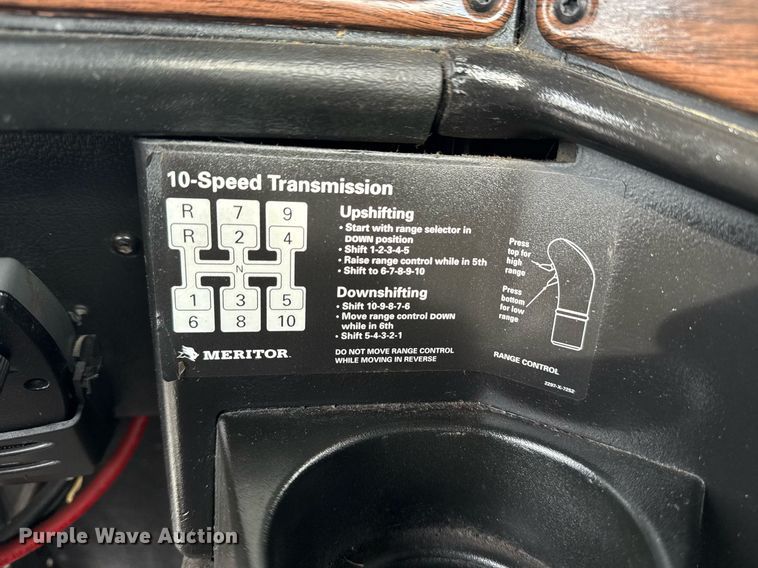 10-Speed Transmission
R 7 9
R 2 4
N
1 3 5
6 8 10
MERITOR
Upshifting
• Start with range selector in
DOWN position
• Shift 1-2-3-4-5
• Raise range control while in 5th
• Shift to 6-7-8-9-10
Downshifting
• Shift 10-9-8-7-6
• Move range control DOWN
while in 6th
• Shift 5-4-3-2-1
DO NOT MOVE RANGE CONTROL
WHILE MOVING IN REVERSE
Press
top for
high
range
Press
bottom
for low
range
RANGE CONTROL
2297-X-7252
Purple Wave Auction